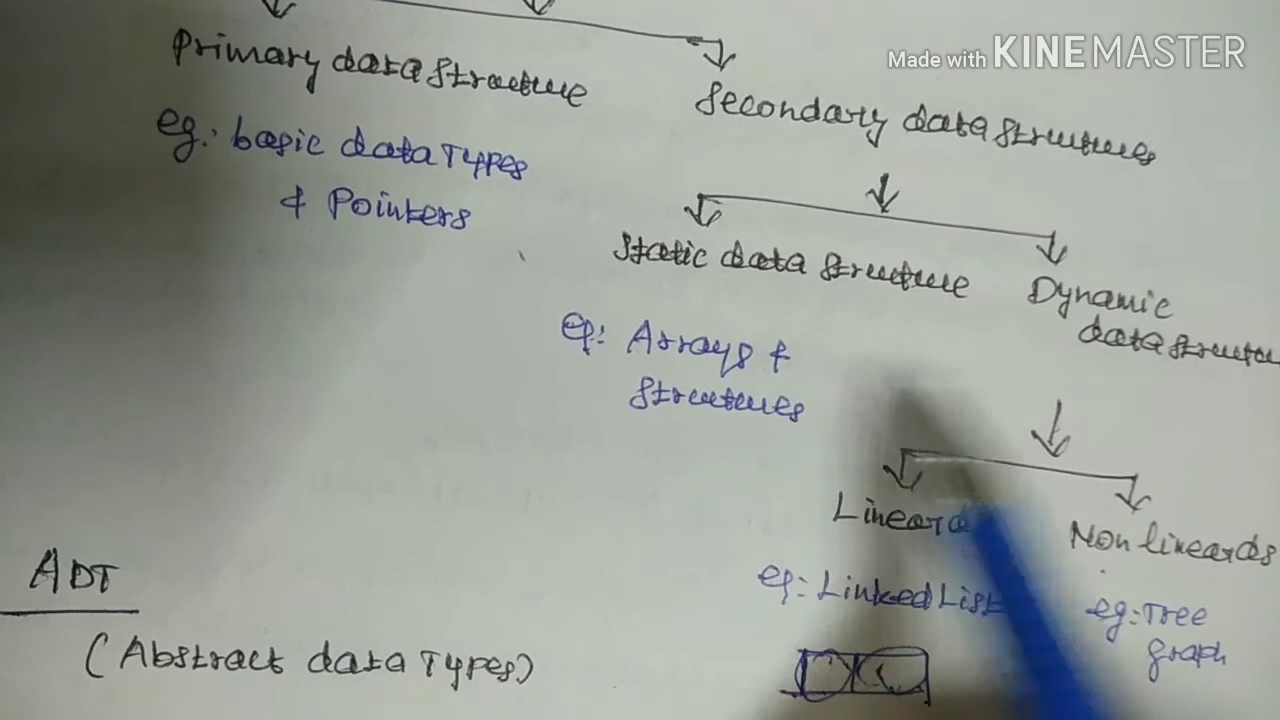 Made with KINEMASTER
Primary data structure
Secondary data structures
eg: basic data Types
& Pointers
Static data structure
Dynamic
data structu
eg: Arrays &
structures
Linear d
Non linear ds
eg: Linked List
eg: Tree
graph
ADT
(Abstract data Types)